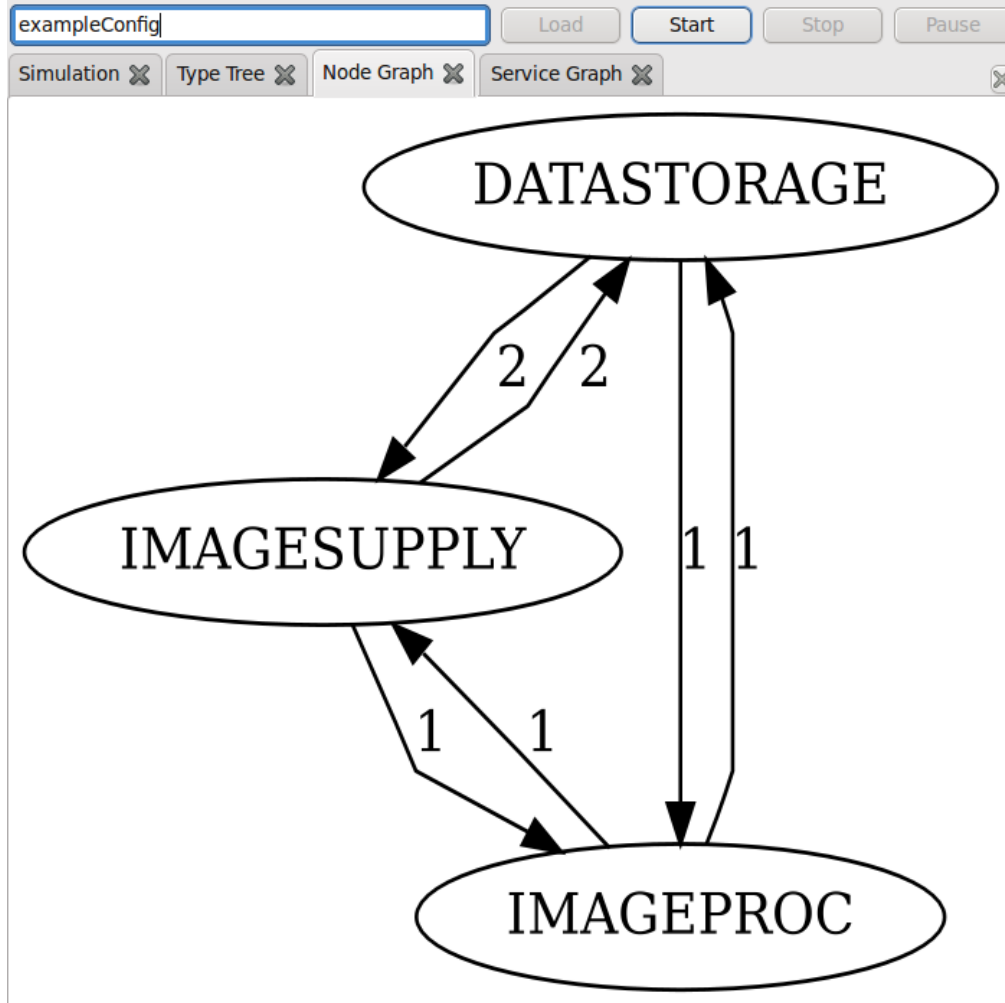 exampleConfig Load Start Stop Pause
Simulation Type Tree Node Graph Service Graph
DATASTORAGE
2 2
IMAGESUPPLY
1 1
1 1
IMAGEPROC